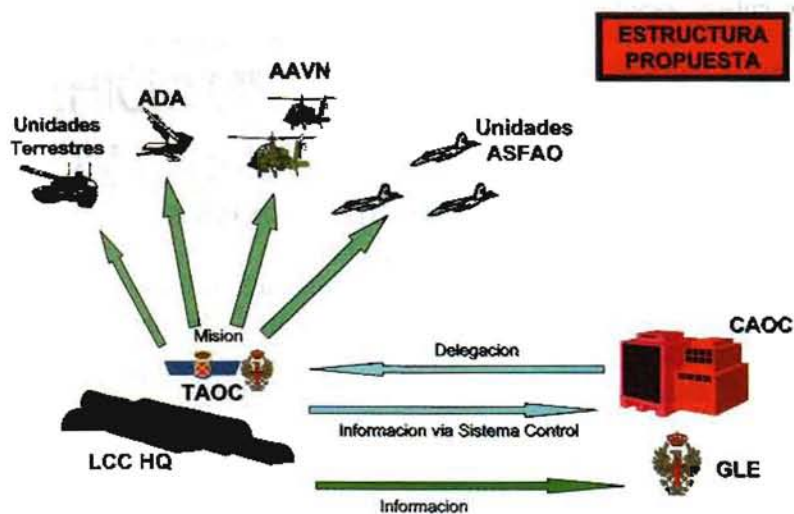 ESTRUCTURA
PROPUESTA
AAVN
ADA
Unidades
Terrestres
Unidades
ASFAO
Mision
TAOC
CAOC
Delegacion
Informacion via Sistema Control
LCC HQ
GLE
Informacion